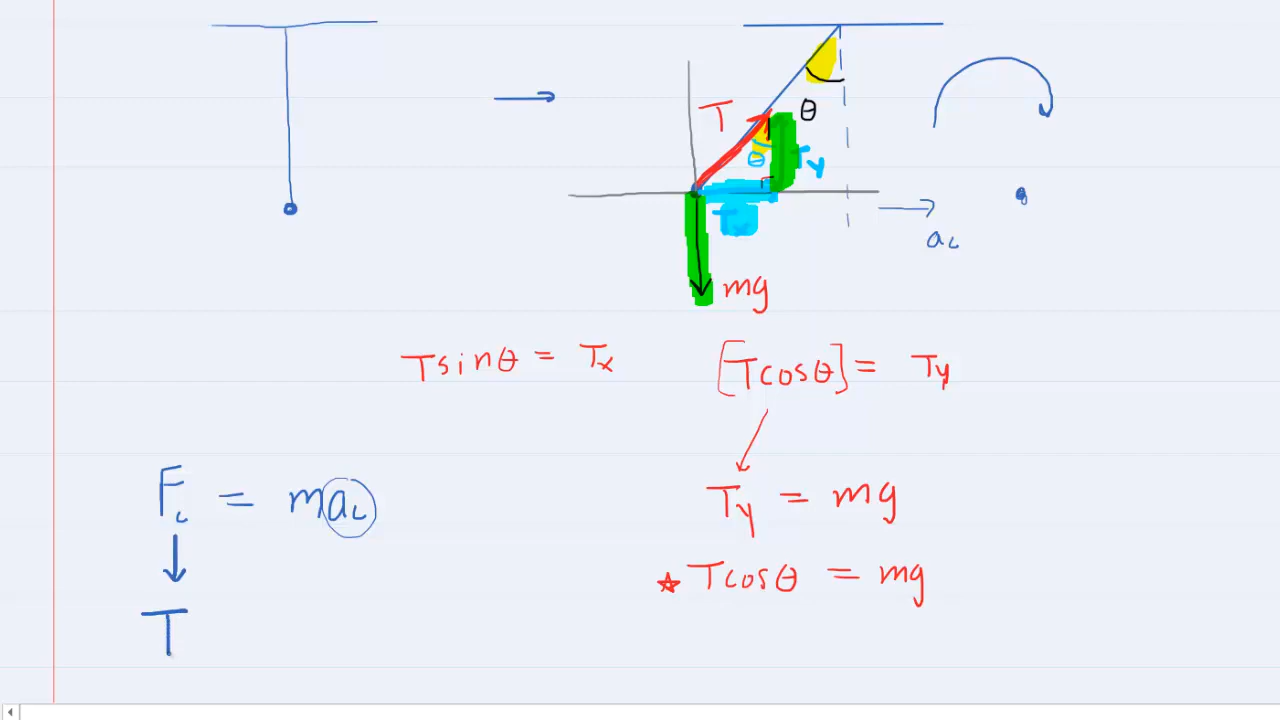 T
θ
θ
Ty
ac
mg
Tsinθ = Tx
[Tcosθ] = Ty
Fc = mac
Ty = mg
★ Tcosθ = mg
T